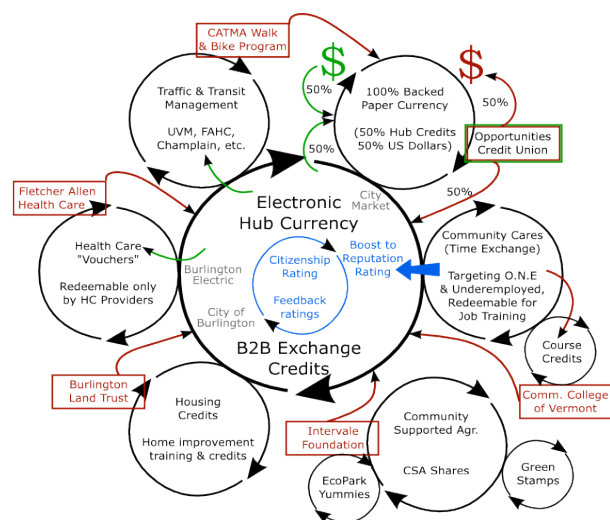 CATMA Walk
& Bike Program
$
$
50%
50%
50%
50%
Traffic & Transit
Management
UVM, FAHC,
Champlain, etc.
100% Backed
Paper Currency
(50% Hub Credits
50% US Dollars)
Opportunities
Credit Union
Fletcher Allen
Health Care
Electronic
Hub Currency
City
Market
Health Care
"Vouchers"
Redeemable only
by HC Providers
Burlington
Electric
City of
Burlington
Citizenship
Rating
Feedback
ratings
Boost to
Reputation
Rating
Community Cares
(Time Exchange)
Targeting O.N.E
& Underemployed,
Redeemable for
Job Training
Course
Credits
B2B Exchange
Credits
Burlington
Land Trust
Comm. College
of Vermont
Housing
Credits
Home improvement
training & credits
Intervale
Foundation
Community
Supported Agr.
CSA Shares
EcoPark
Yummies
Green
Stamps